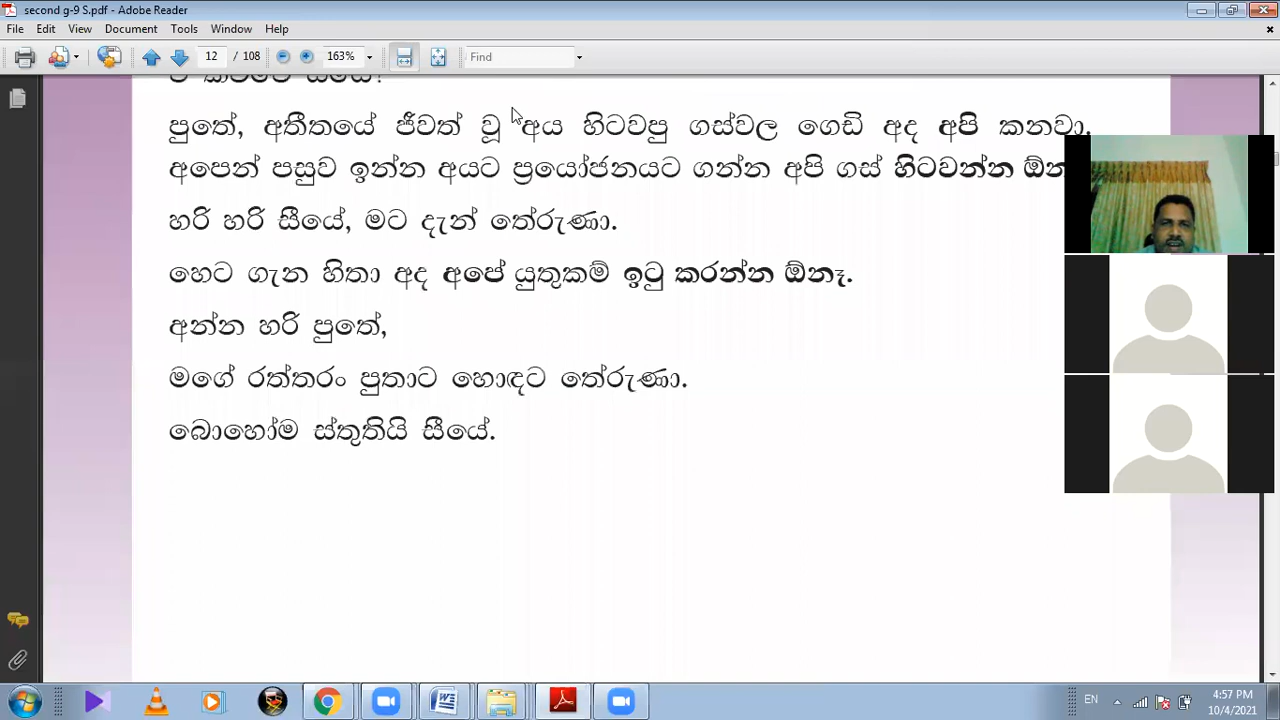 second g-9 S.pdf - Adobe Reader
File Edit View Document Tools Window Help
12 / 108 163% Find
පුතේ, අතීතයේ ජීවත් වූ අය හිටවපු ගස්වල ගෙඩි අද අපි කනවා.
අපෙන් පසුව ඉන්න අයට ප්‍රයෝජනයට ගන්න අපි ගස් හිටවන්න
හරි හරි සීයේ, මට දැන් තේරුණා.
හෙට ගැන හිතා අද අපේ යුතුකම් ඉටු කරන්න ඕනෑ.
අන්න හරි පුතේ,
මගේ රත්තරං පුතාට හොඳට තේරුණා.
බොහෝම ස්තුතියි සීයේ.
EN 4:57 PM
10/4/2021